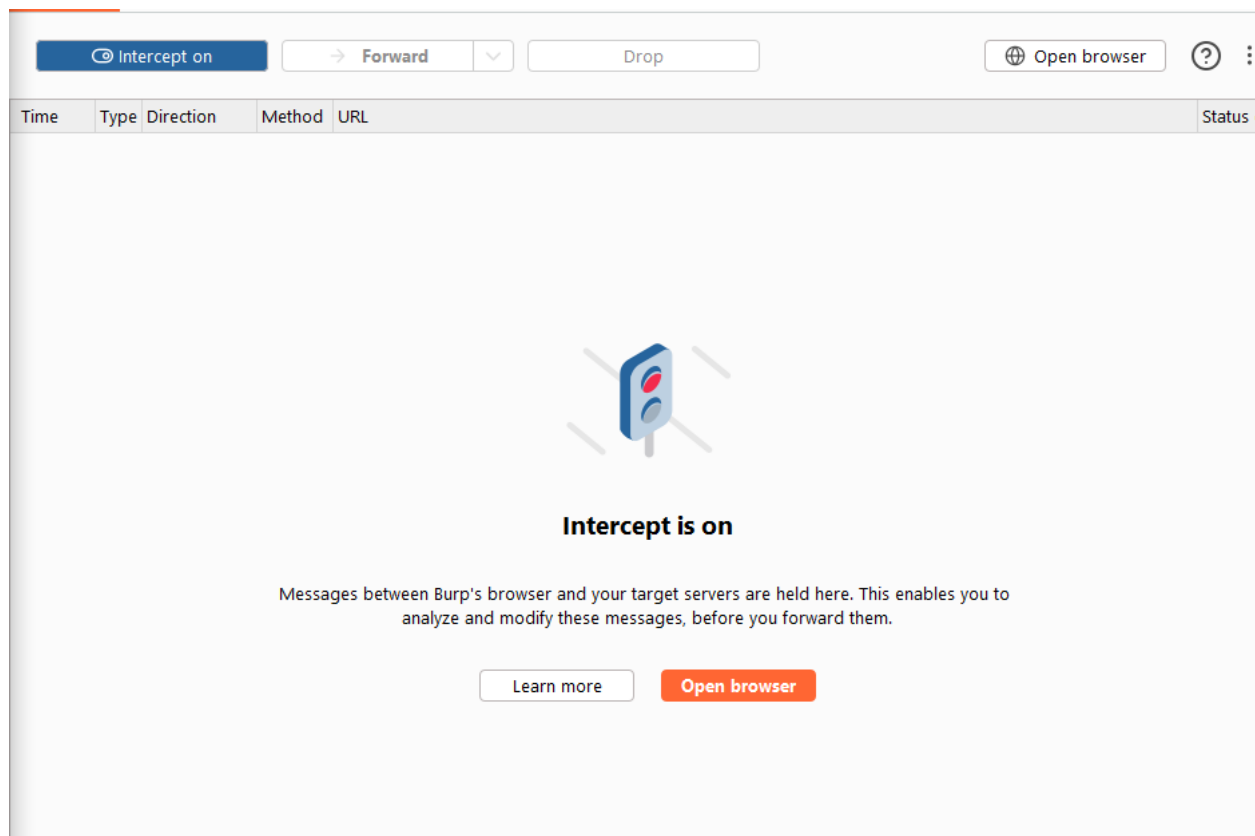 Intercept on
Forward
Drop
Open browser
Time Type Direction Method URL Status
Intercept is on
Messages between Burp's browser and your target servers are held here. This enables you to
analyze and modify these messages, before you forward them.
Learn more
Open browser